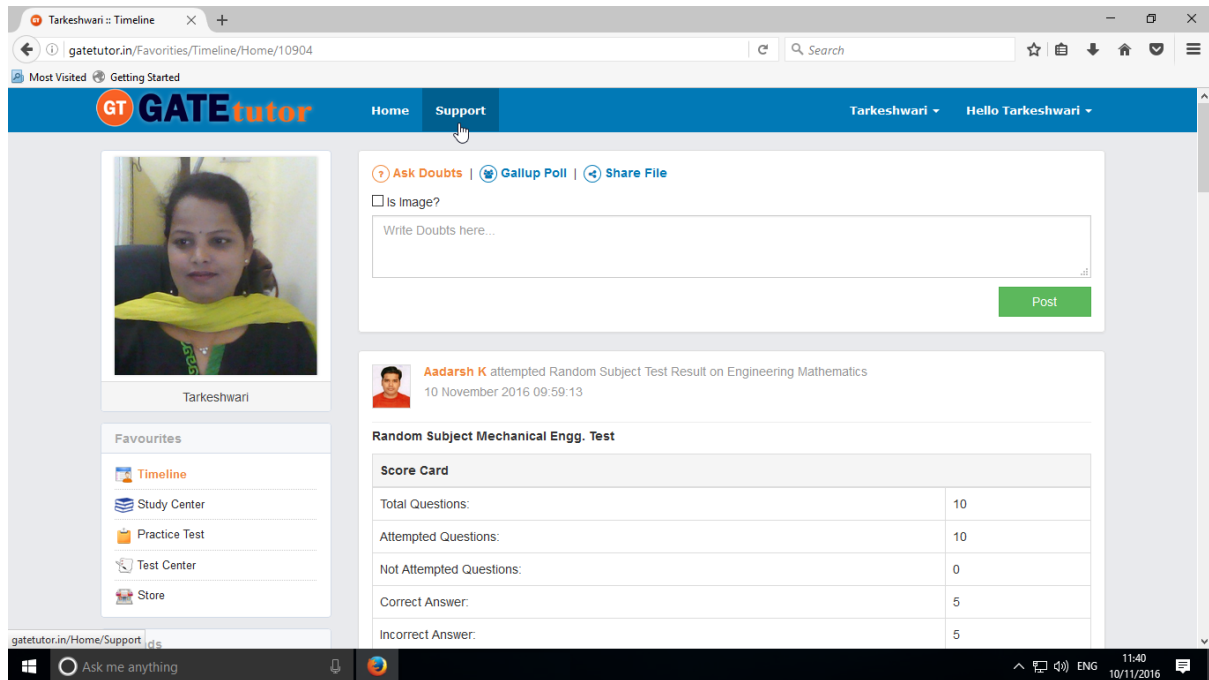 Tarkeshwari :: Timeline
gatetutor.in/Favorities/Timeline/Home/10904
Search
Most Visited Getting Started
GT GATEtutor Home Support Tarkeshwari Hello Tarkeshwari
Ask Doubts | Gallup Poll | Share File
Is Image?
Write Doubts here...
Post
Tarkeshwari
Aadarsh K attempted Random Subject Test Result on Engineering Mathematics
10 November 2016 09:59:13
Favourites
Timeline
Study Center
Practice Test
Test Center
Store
Random Subject Mechanical Engg. Test
Score Card
Total Questions: 10
Attempted Questions: 10
Not Attempted Questions: 0
Correct Answer: 5
Incorrect Answer: 5
gatetutor.in/Home/Support
Ask me anything
ENG
11:40
10/11/2016